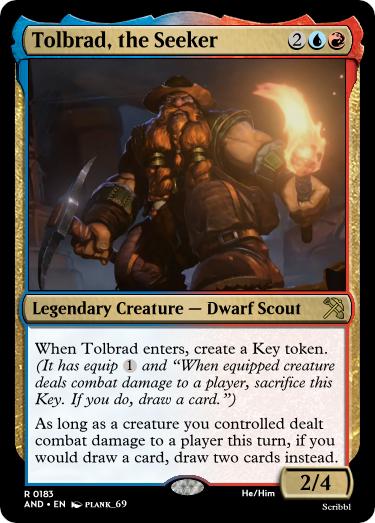 Tolbrad, the Seeker 2
Legendary Creature — Dwarf Scout
When Tolbrad enters, create a Key token.
(It has equip 1 and “When equipped creature
deals combat damage to a player, sacrifice this
Key. If you do, draw a card.”)
As long as a creature you controlled dealt
combat damage to a player this turn, if you
would draw a card, draw two cards instead.
2/4
R 0183
He/Him
AND • EN PLANK_69
Scribbl